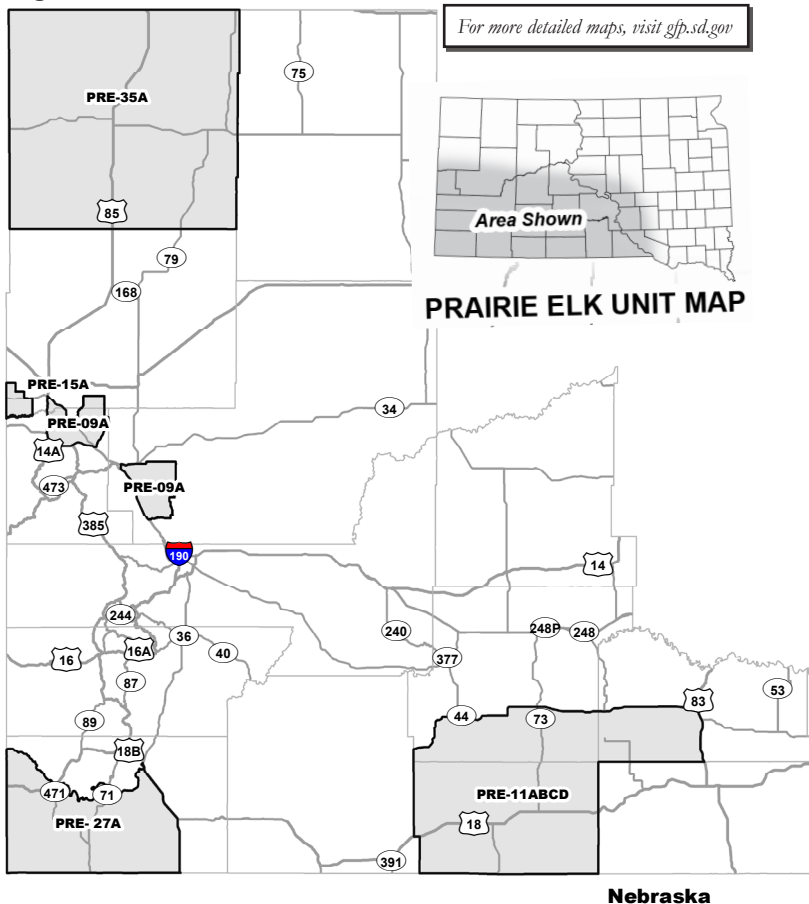 For more detailed maps, visit gfp.sd.gov
75
PRE-35A
85
Area Shown
79
168
PRAIRIE ELK UNIT MAP
PRE-15A
34
PRE-09A
14A
473
PRE-09A
385
190
14
244
240
248P
248
36
16A
40
16
377
87
53
83
44
73
89
18B
471
71
PRE-11ABCD
PRE- 27A
18
391
Nebraska